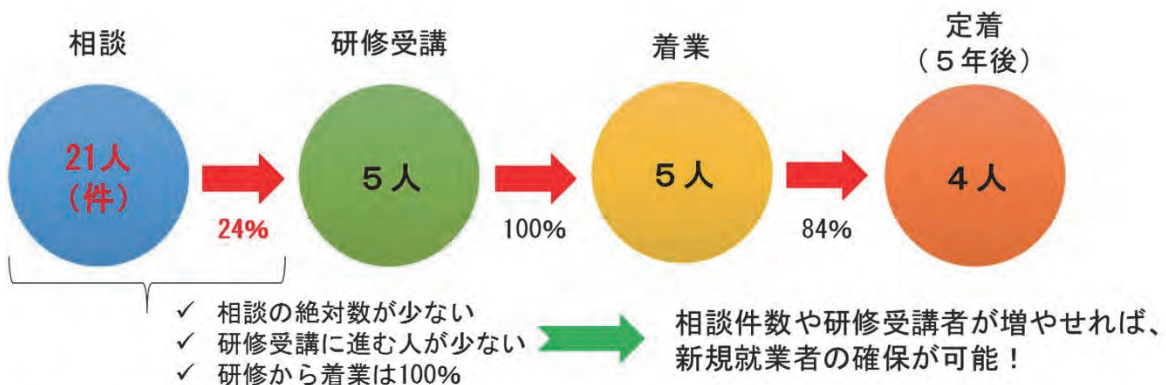 相談
研修受講
着業
定着
(5年後)
21人
(件)
5人
5人
4人
24%
100%
84%
✓ 相談の絶対数が少ない
✓ 研修受講に進む人が少ない
✓ 研修から着業は100%
相談件数や研修受講者が増やせれば、
新規就業者の確保が可能！